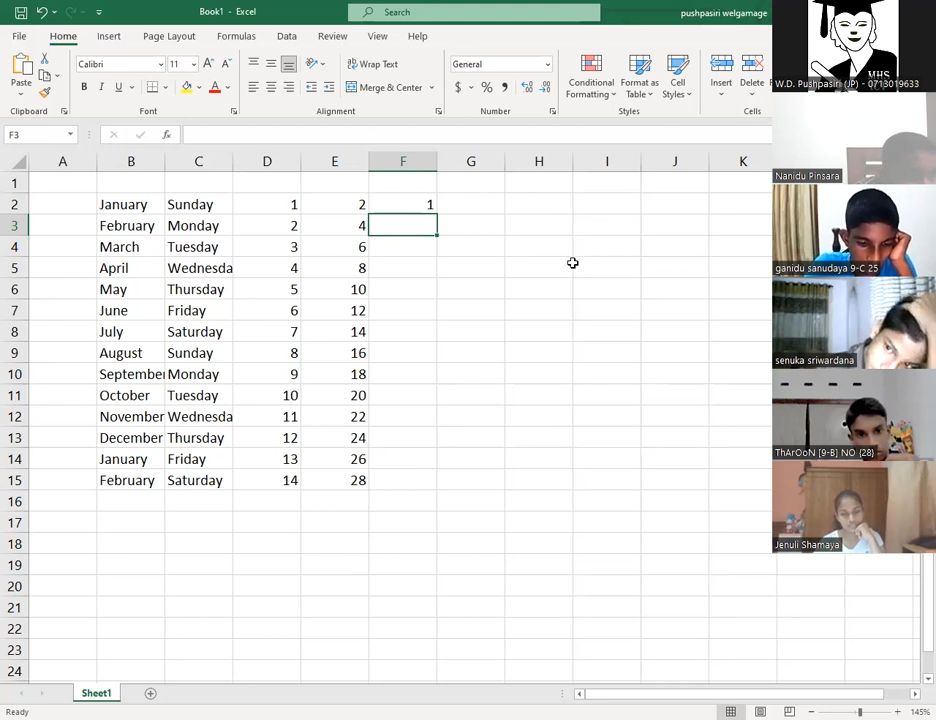 Book1 - Excel
Search
pushpasiri welgamage
File Home Insert Page Layout Formulas Data Review View Help
Paste
Calibri 11
B I U A
Wrap Text
Merge & Center
General
$ % ,
Conditional Formatting
Format as Table
Cell Styles
Insert
Delete
Clipboard Font Alignment Number Styles Cells
F3 fx
A B C D E F G H I J K
1
2 January Sunday 1 2 1
3 February Monday 2 4
4 March Tuesday 3 6
5 April Wednesda 4 8
6 May Thursday 5 10
7 June Friday 6 12
8 July Saturday 7 14
9 August Sunday 8 16
10 September Monday 9 18
11 October Tuesday 10 20
12 November Wednesda 11 22
13 December Thursday 12 24
14 January Friday 13 26
15 February Saturday 14 28
16
17
18
19
20
21
22
23
24
Sheet1
Ready
145%
MHS
W.D. Pushpasiri (JP) - 0713019633
Nanidu Pinsara
ganidu sanudaya 9-C 25
senuka sriwardana
ThArOoN [9-B] NO {28}
Jenuli Shamaya